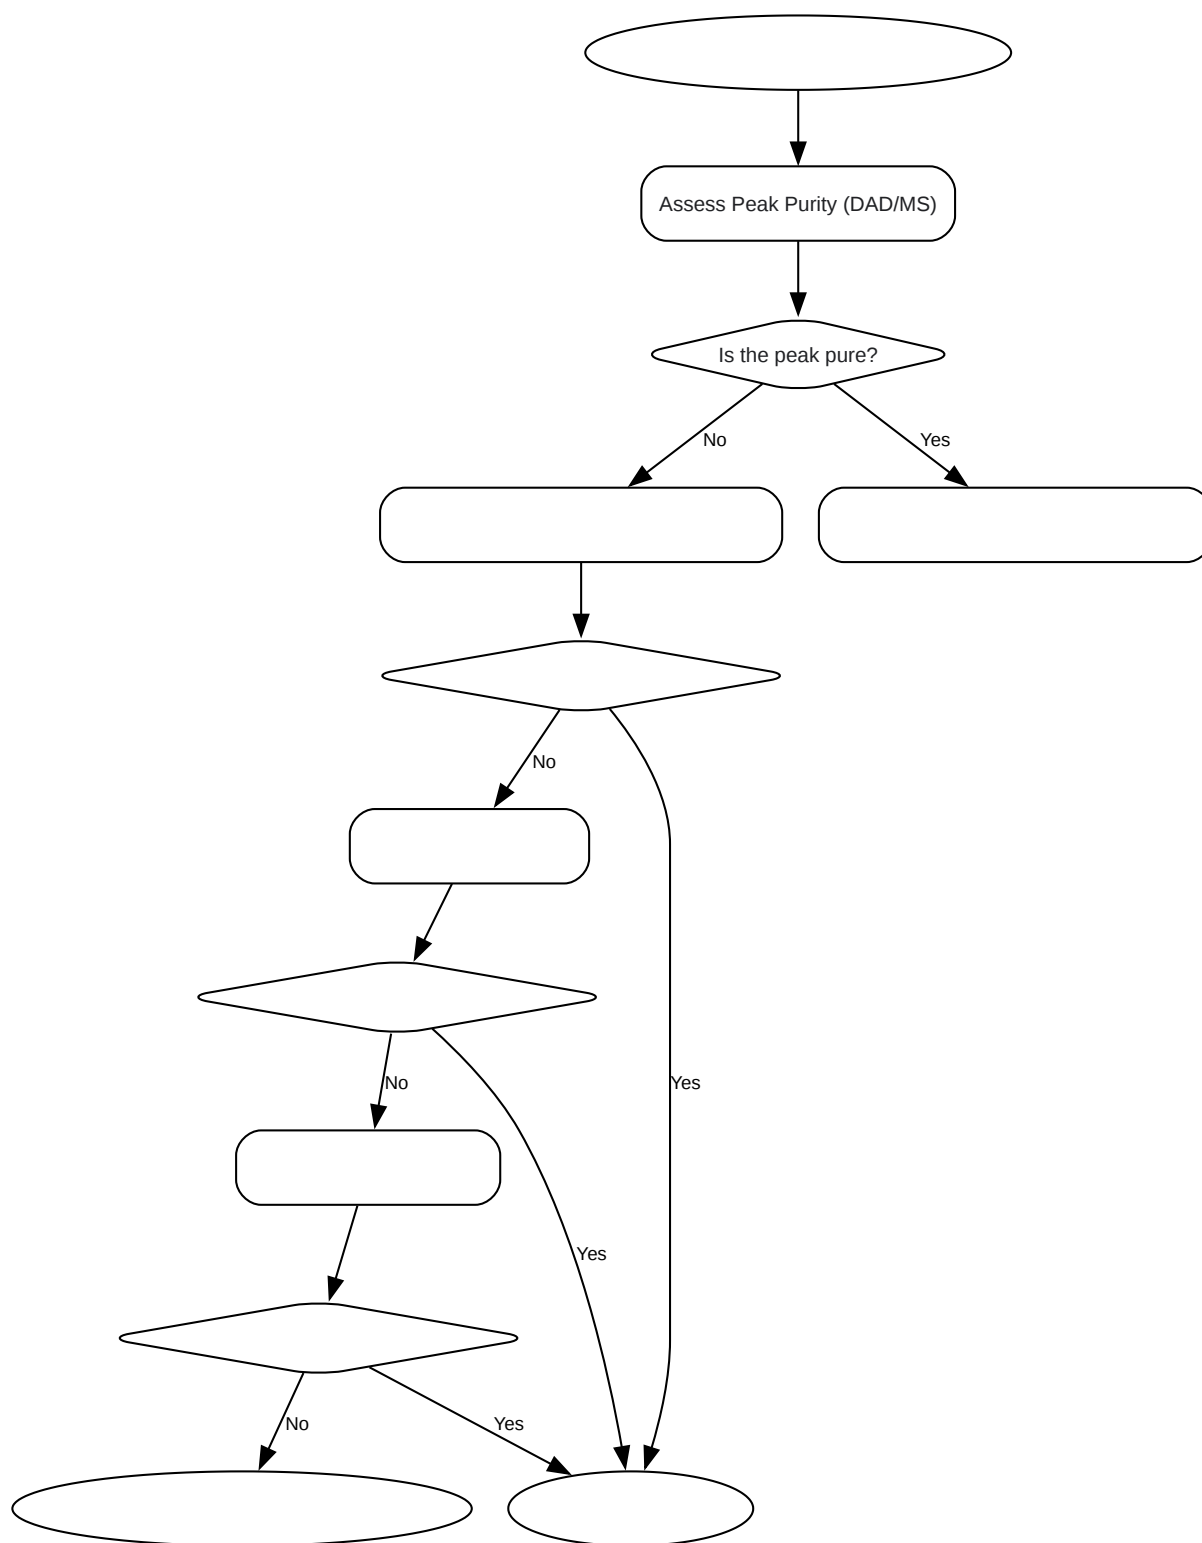 Assess Peak Purity (DAD/MS)
Is the peak pure?
No
Yes
No
No
Yes
Yes
No
Yes